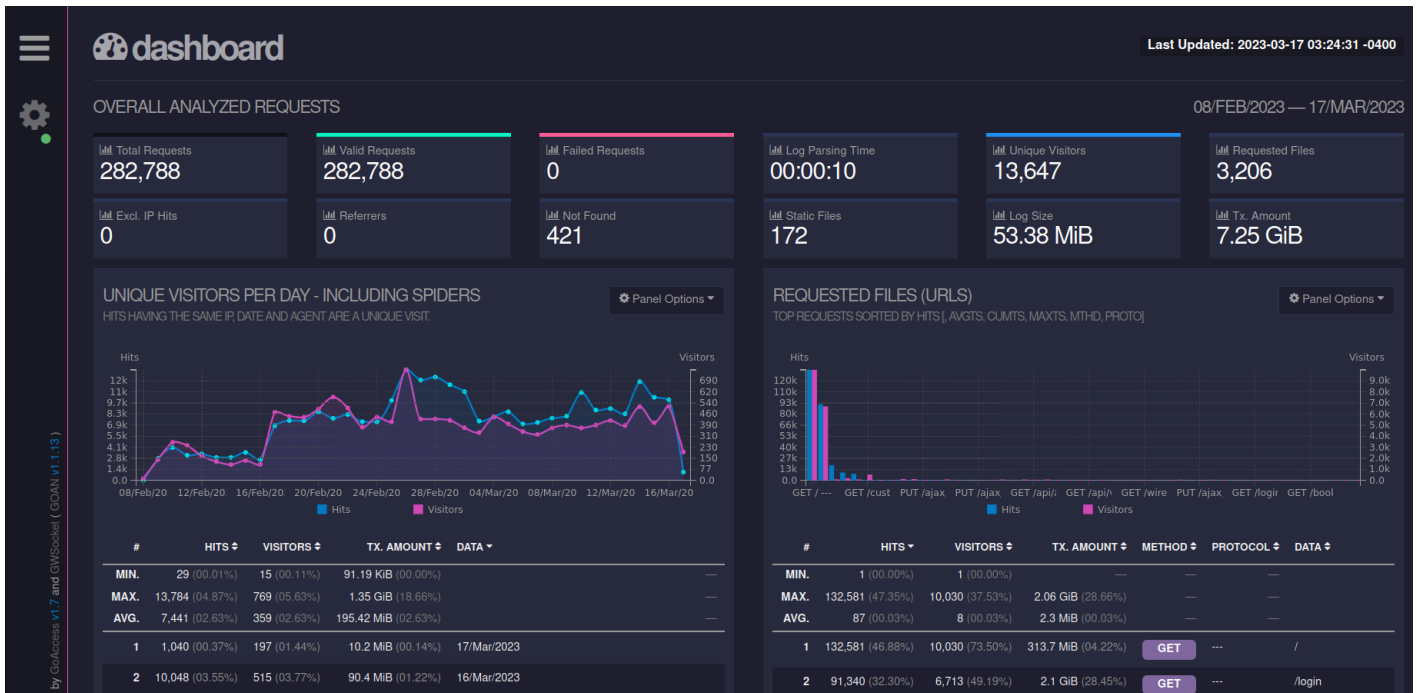 dashboard
Last Updated: 2023-03-17 03:24:31 -0400
OVERALL ANALYZED REQUESTS
08/FEB/2023 — 17/MAR/2023
Total Requests
282,788
Valid Requests
282,788
Failed Requests
0
Log Parsing Time
00:00:10
Unique Visitors
13,647
Requested Files
3,206
Excl. IP Hits
0
Referrers
0
Not Found
421
Static Files
172
Log Size
53.38 MiB
Tx. Amount
7.25 GiB
UNIQUE VISITORS PER DAY - INCLUDING SPIDERS
Panel Options
HITS HAVING THE SAME IP, DATE AND AGENT ARE A UNIQUE VISIT.
Hits
Visitors
12k
11k
9.7k
8.3k
6.9k
5.5k
4.1k
2.8k
1.4k
0.0
690
620
540
460
390
310
230
150
77
0.0
08/Feb/20 12/Feb/20 16/Feb/20 20/Feb/20 24/Feb/20 28/Feb/20 04/Mar/20 08/Mar/20 12/Mar/20 16/Mar/20
Hits Visitors
# HITS VISITORS TX. AMOUNT DATA
MIN. 29 (00.01%) 15 (00.11%) 91.19 KiB (00.00%) —
MAX. 13,784 (04.87%) 769 (05.63%) 1.35 GiB (18.66%) —
AVG. 7,441 (02.63%) 359 (02.63%) 195.42 MiB (02.63%) —
1 1,040 (00.37%) 197 (01.44%) 10.2 MiB (00.14%) 17/Mar/2023
2 10,048 (03.55%) 515 (03.77%) 90.4 MiB (01.22%) 16/Mar/2023
REQUESTED FILES (URLS)
Panel Options
TOP REQUESTS SORTED BY HITS [, AVGTS, CUMTS, MAXTS, MTHD, PROTO]
Hits
Visitors
120k
110k
93k
80k
66k
53k
40k
27k
13k
0.0
9.0k
8.0k
7.0k
6.0k
5.0k
4.0k
3.0k
2.0k
1.0k
0.0
GET / --- GET /cust PUT /ajax PUT /ajax GET /api/ GET /api/ GET /wire PUT /ajax GET /login GET /bool
Hits Visitors
# HITS VISITORS TX. AMOUNT METHOD PROTOCOL DATA
MIN. 1 (00.00%) 1 (00.00%) — — —
MAX. 132,581 (47.35%) 10,030 (37.53%) 2.06 GiB (28.66%) — —
AVG. 87 (00.03%) 8 (00.03%) 2.3 MiB (00.03%) — —
1 132,581 (46.88%) 10,030 (73.50%) 313.7 MiB (04.22%) GET --- /
2 91,340 (32.30%) 6,713 (49.19%) 2.1 GiB (28.45%) GET --- /login
by GoAccess v1.7 and GWSocket ( GOAN v1.1.13 )